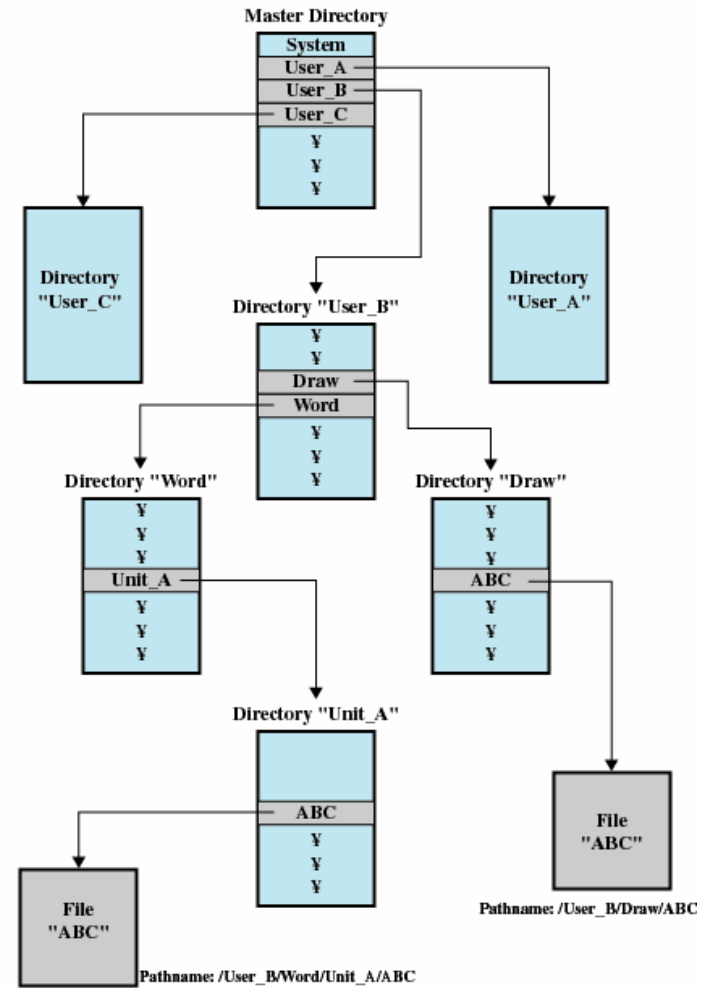 Master Directory
System
User_A
User_B
User_C
¥
¥
¥
Directory
"User_C"
Directory
"User_A"
Directory "User_B"
¥
¥
Draw
Word
¥
¥
¥
Directory "Word"
¥
¥
¥
Unit_A
¥
¥
¥
Directory "Draw"
¥
¥
¥
ABC
¥
¥
¥
Directory "Unit_A"
ABC
¥
¥
¥
File
"ABC"
Pathname: /User_B/Draw/ABC
File
"ABC"
Pathname: /User_B/Word/Unit_A/ABC